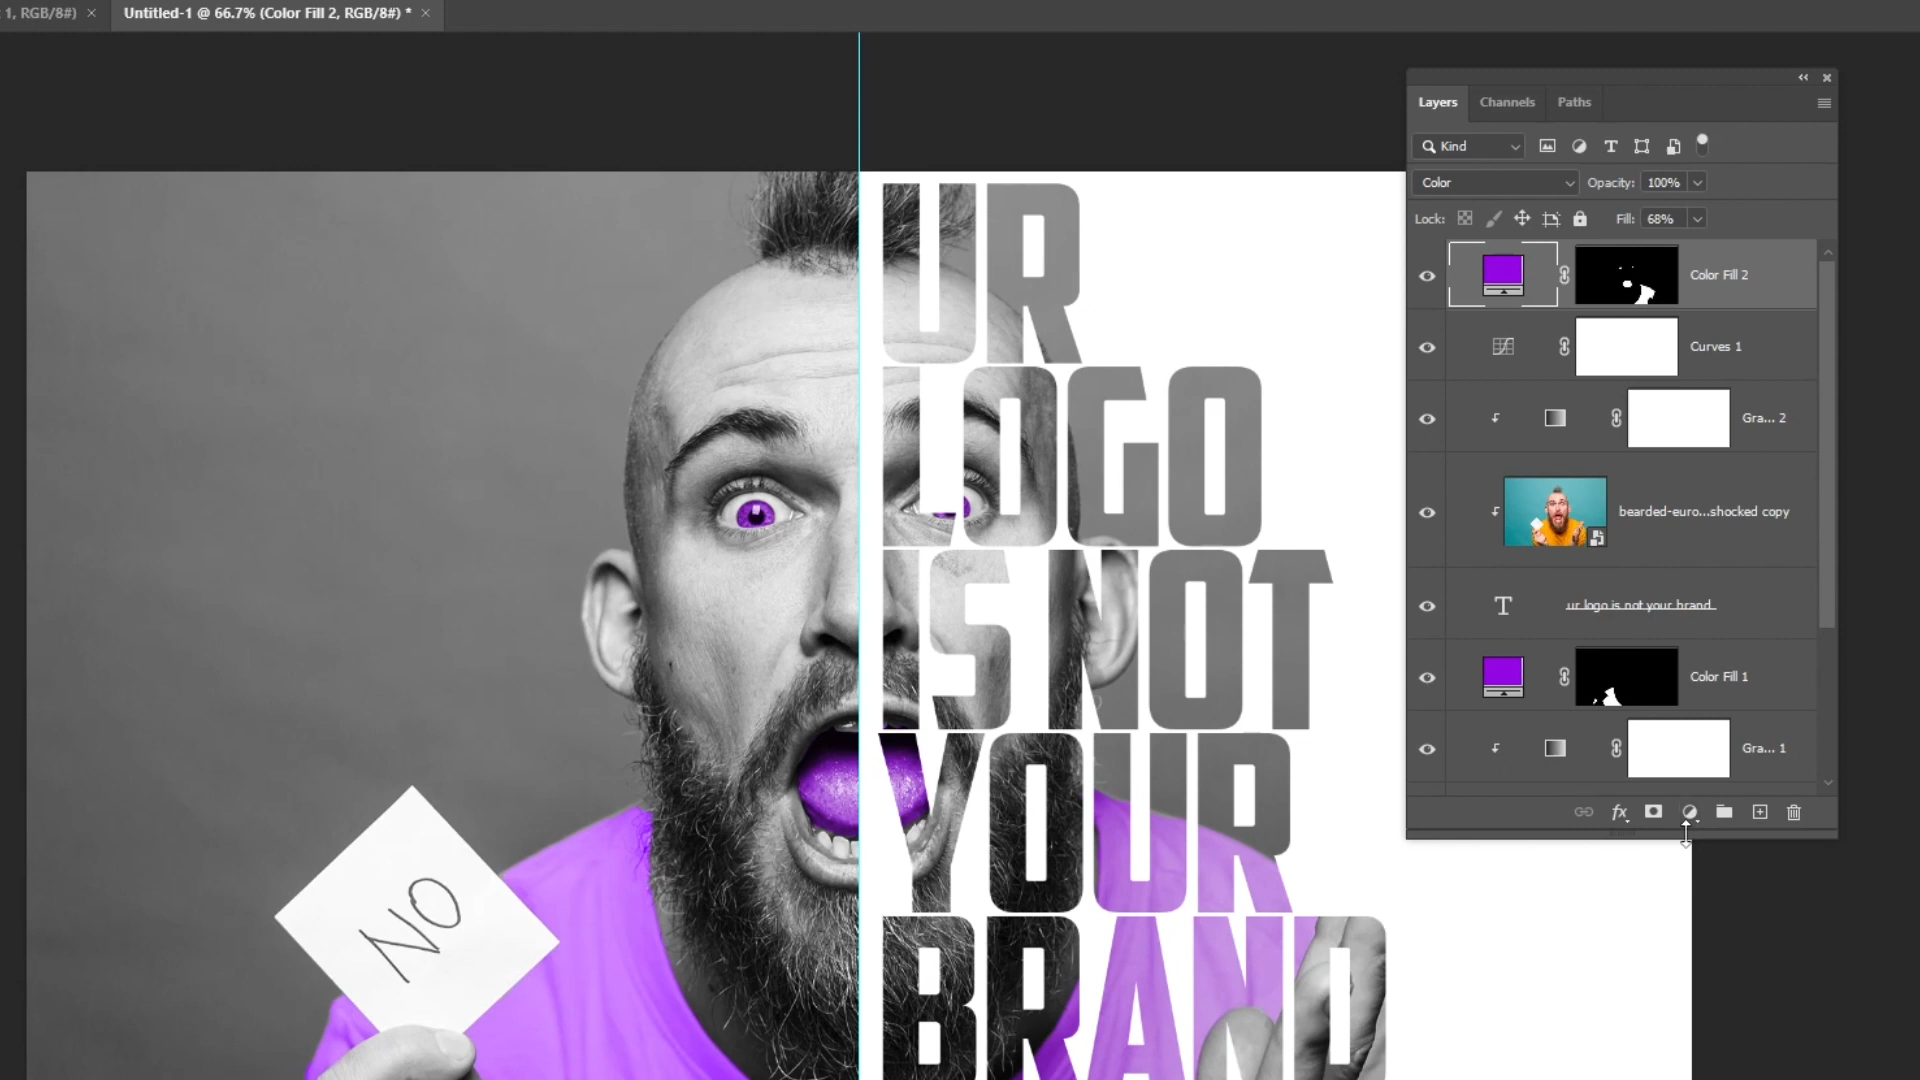 1, RGB/8#) ×
Untitled-1 @ 66.7% (Color Fill 2, RGB/8#) * ×
Layers
Channels
Paths
Kind
Color
Opacity: 100%
Lock:
Fill: 68%
Color Fill 2
Curves 1
Gra... 2
bearded-euro...shocked copy
ur logo is not your brand
Color Fill 1
Gra... 1
fx
UR
LOGO
IS NOT
YOUR
BRAND
NO